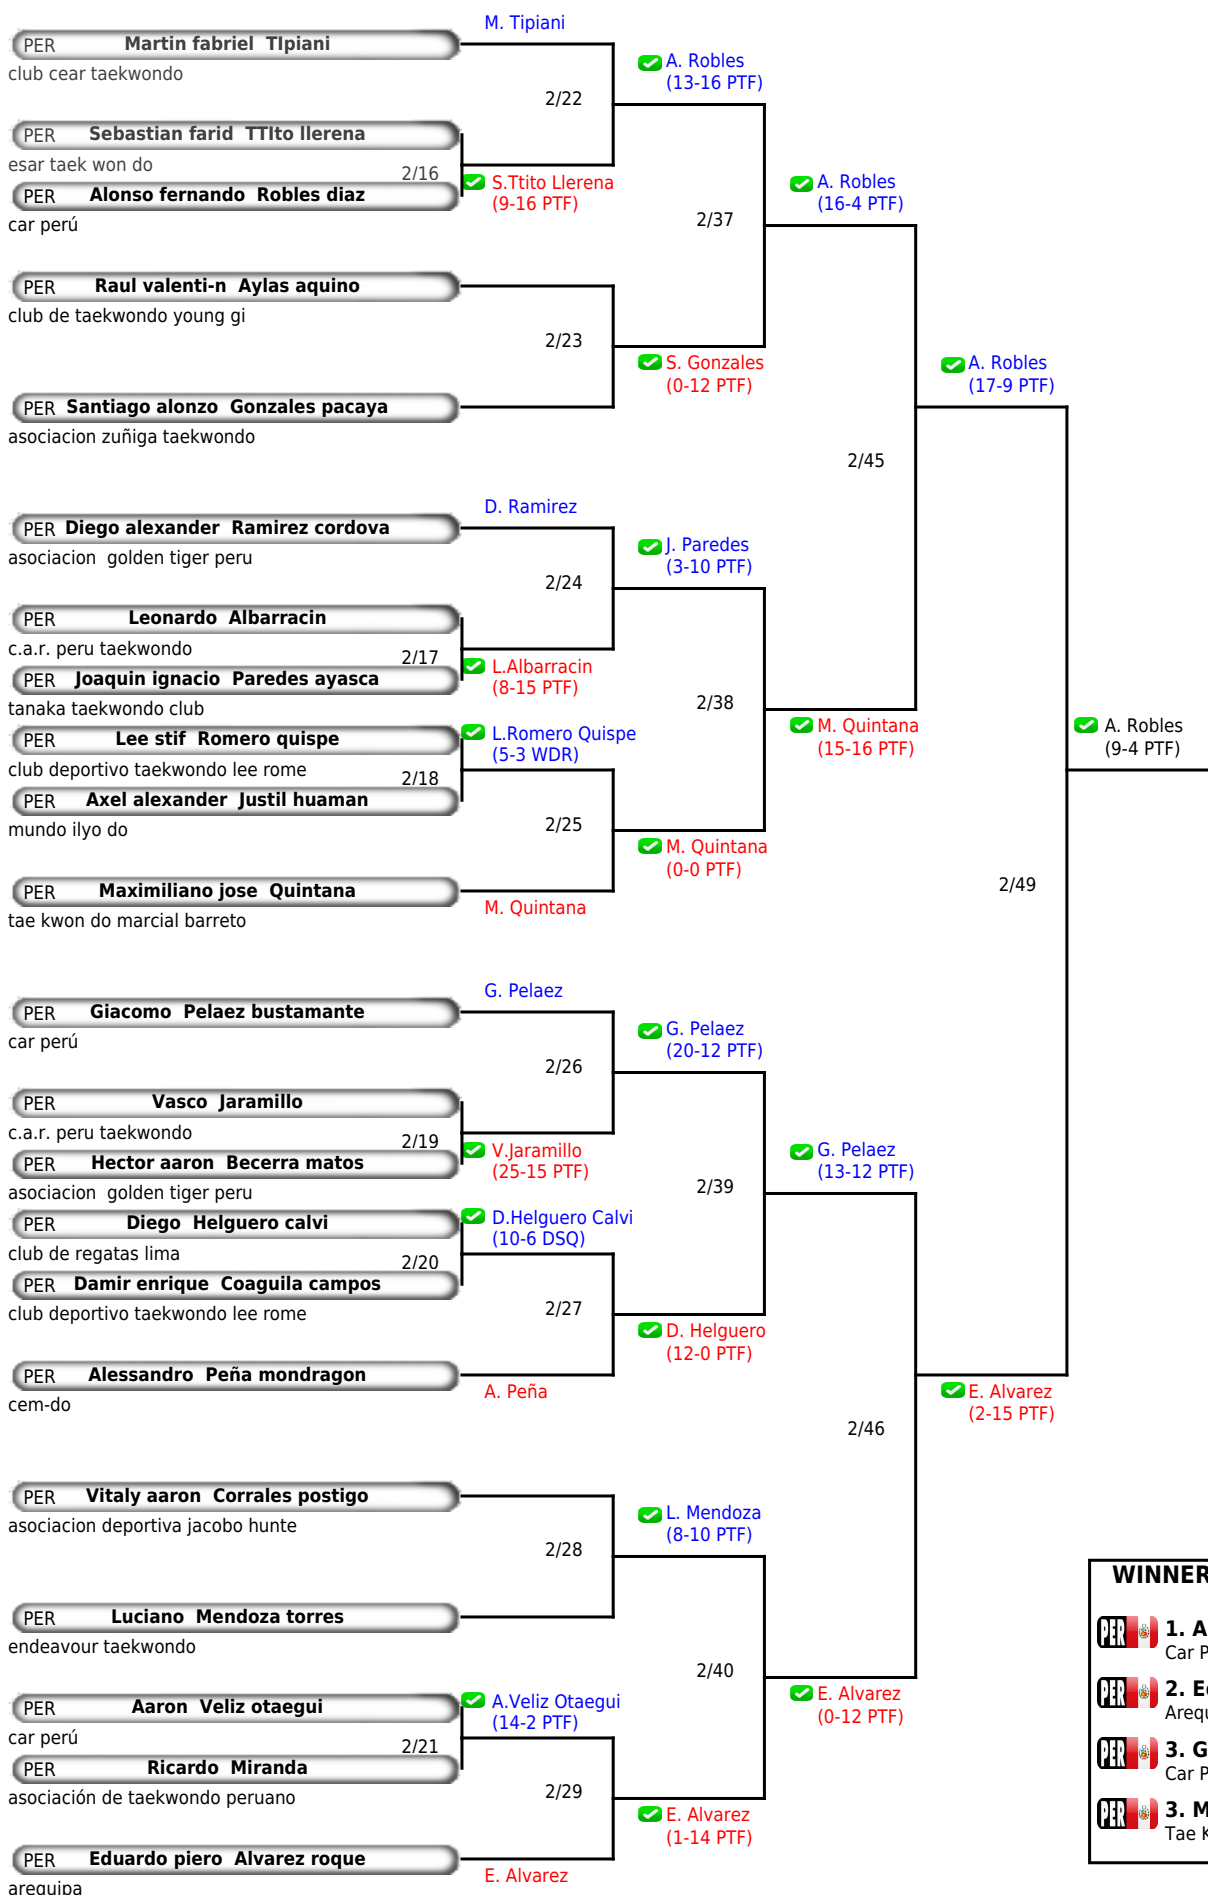 M. Tipiani
PER Martin fabriel TIpiani
club cear taekwondo
A. Robles
(13-16 PTF)
2/22
PER Sebastian farid TTIto llerena
esar taek won do
2/16
S.Ttito Llerena
(9-16 PTF)
PER Alonso fernando Robles diaz
car perú
A. Robles
(16-4 PTF)
2/37
PER Raul valenti-n Aylas aquino
club de taekwondo young gi
2/23
S. Gonzales
(0-12 PTF)
A. Robles
(17-9 PTF)
PER Santiago alonzo Gonzales pacaya
asociacion zuñiga taekwondo
2/45
D. Ramirez
PER Diego alexander Ramirez cordova
asociacion golden tiger peru
J. Paredes
(3-10 PTF)
2/24
PER Leonardo Albarracin
c.a.r. peru taekwondo
2/17
L.Albarracin
(8-15 PTF)
PER Joaquin ignacio Paredes ayasca
tanaka taekwondo club
2/38
M. Quintana
(15-16 PTF)
A. Robles
(9-4 PTF)
L.Romero Quispe
(5-3 WDR)
PER Lee stif Romero quispe
club deportivo taekwondo lee rome
2/18
PER Axel alexander Justil huaman
mundo ilyo do
2/25
M. Quintana
(0-0 PTF)
PER Maximiliano jose Quintana
tae kwon do marcial barreto
M. Quintana
2/49
G. Pelaez
PER Giacomo Pelaez bustamante
car perú
G. Pelaez
(20-12 PTF)
2/26
PER Vasco Jaramillo
c.a.r. peru taekwondo
2/19
V.Jaramillo
(25-15 PTF)
PER Hector aaron Becerra matos
asociacion golden tiger peru
G. Pelaez
(13-12 PTF)
2/39
D.Helguero Calvi
(10-6 DSQ)
PER Diego Helguero calvi
club de regatas lima
2/20
PER Damir enrique Coaguila campos
club deportivo taekwondo lee rome
2/27
D. Helguero
(12-0 PTF)
PER Alessandro Peña mondragon
cem-do
A. Peña
E. Alvarez
(2-15 PTF)
2/46
PER Vitaly aaron Corrales postigo
asociacion deportiva jacobo hunte
L. Mendoza
(8-10 PTF)
2/28
PER Luciano Mendoza torres
endeavour taekwondo
2/40
E. Alvarez
(0-12 PTF)
A.Veliz Otaegui
(14-2 PTF)
PER Aaron Veliz otaegui
car perú
2/21
PER Ricardo Miranda
asociación de taekwondo peruano
2/29
E. Alvarez
(1-14 PTF)
PER Eduardo piero Alvarez roque
arequipa
E. Alvarez
WINNER
PER 1. A
Car P
PER 2. E
Arequ
PER 3. G
Car P
PER 3. M
Tae K